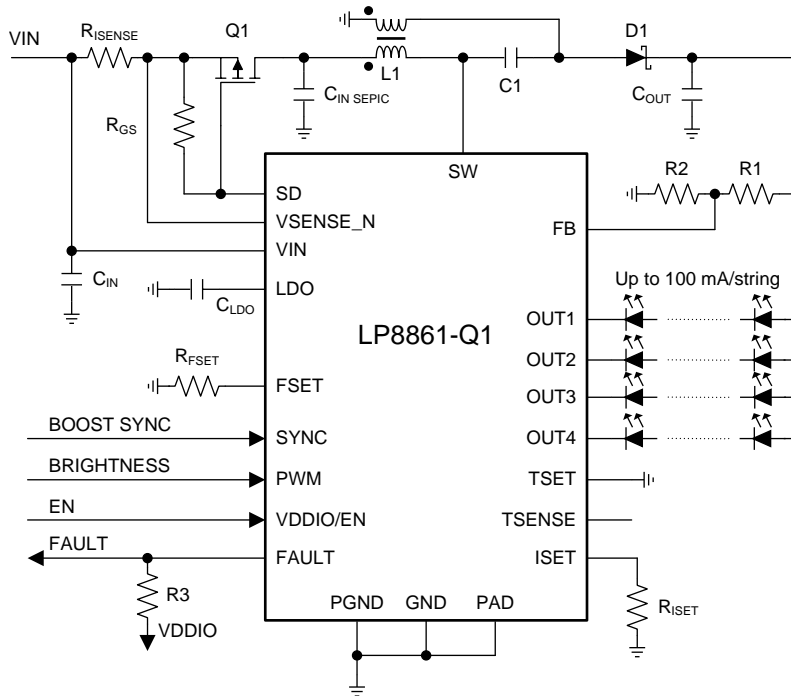 VIN
RISENSE
Q1
L1
C1
D1
CIN SEPIC
COUT
RGS
SW
R2
R1
SD
VSENSE_N
VIN
FB
CIN
LDO
CLDO
Up to 100 mA/string
LP8861-Q1
OUT1
OUT2
OUT3
OUT4
RFSET
FSET
BOOST SYNC
SYNC
BRIGHTNESS
PWM
TSET
EN
VDDIO/EN
TSENSE
FAULT
FAULT
ISET
R3
VDDIO
PGND
GND
PAD
RISET